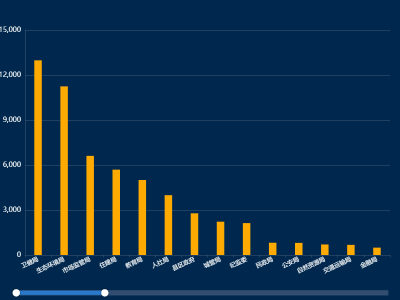 15,000
12,000
9,000
6,000
3,000
0
卫健局
生态环境局
市场监管局
住建局
教育局
人社局
县区政府
城管局
纪监委
民政局
公安局
自然资源局
交通运输局
金融局